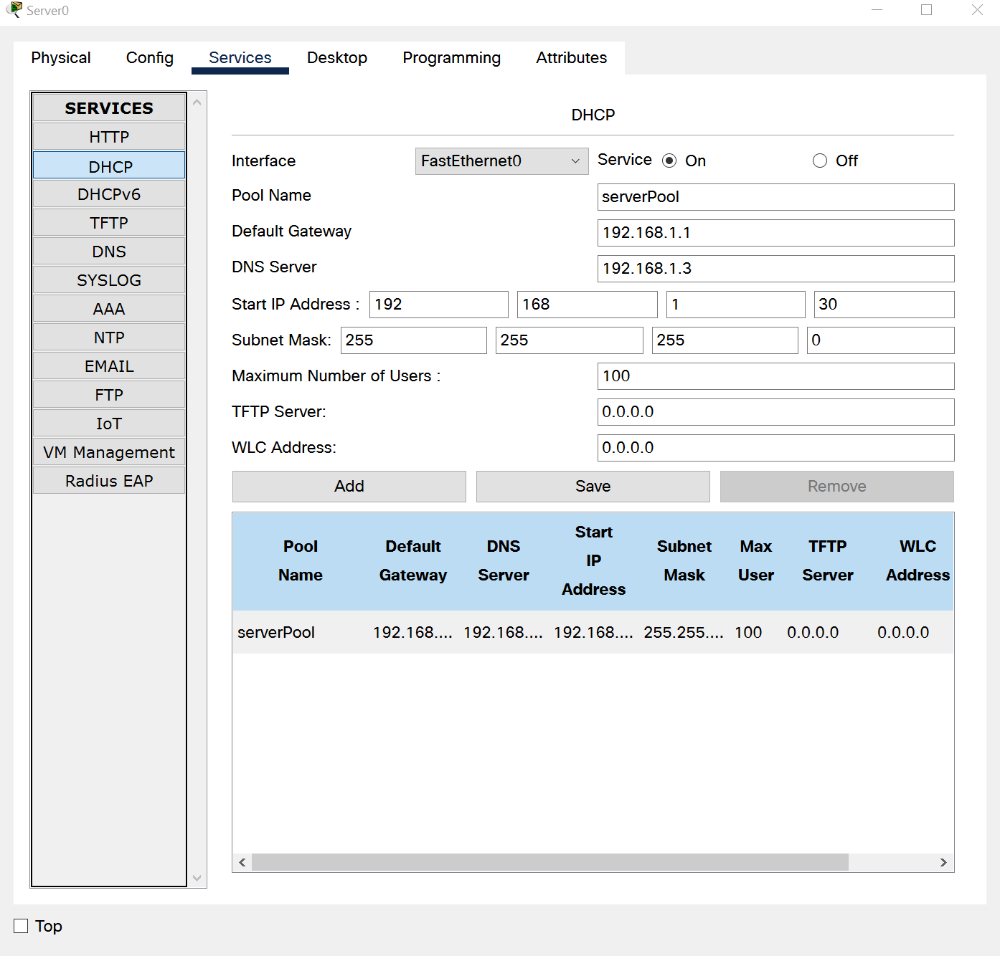 Server0
Physical Config Services Desktop Programming Attributes
SERVICES
HTTP
DHCP
DHCPv6
TFTP
DNS
SYSLOG
AAA
NTP
EMAIL
FTP
IoT
VM Management
Radius EAP
DHCP
Interface FastEthernet0 Service On Off
Pool Name serverPool
Default Gateway 192.168.1.1
DNS Server 192.168.1.3
Start IP Address : 192 168 1 30
Subnet Mask: 255 255 255 0
Maximum Number of Users : 100
TFTP Server: 0.0.0.0
WLC Address: 0.0.0.0
Add Save Remove
Pool Name Default Gateway DNS Server Start IP Address Subnet Mask Max User TFTP Server WLC Address
serverPool 192.168.... 192.168.... 192.168.... 255.255.... 100 0.0.0.0 0.0.0.0
Top